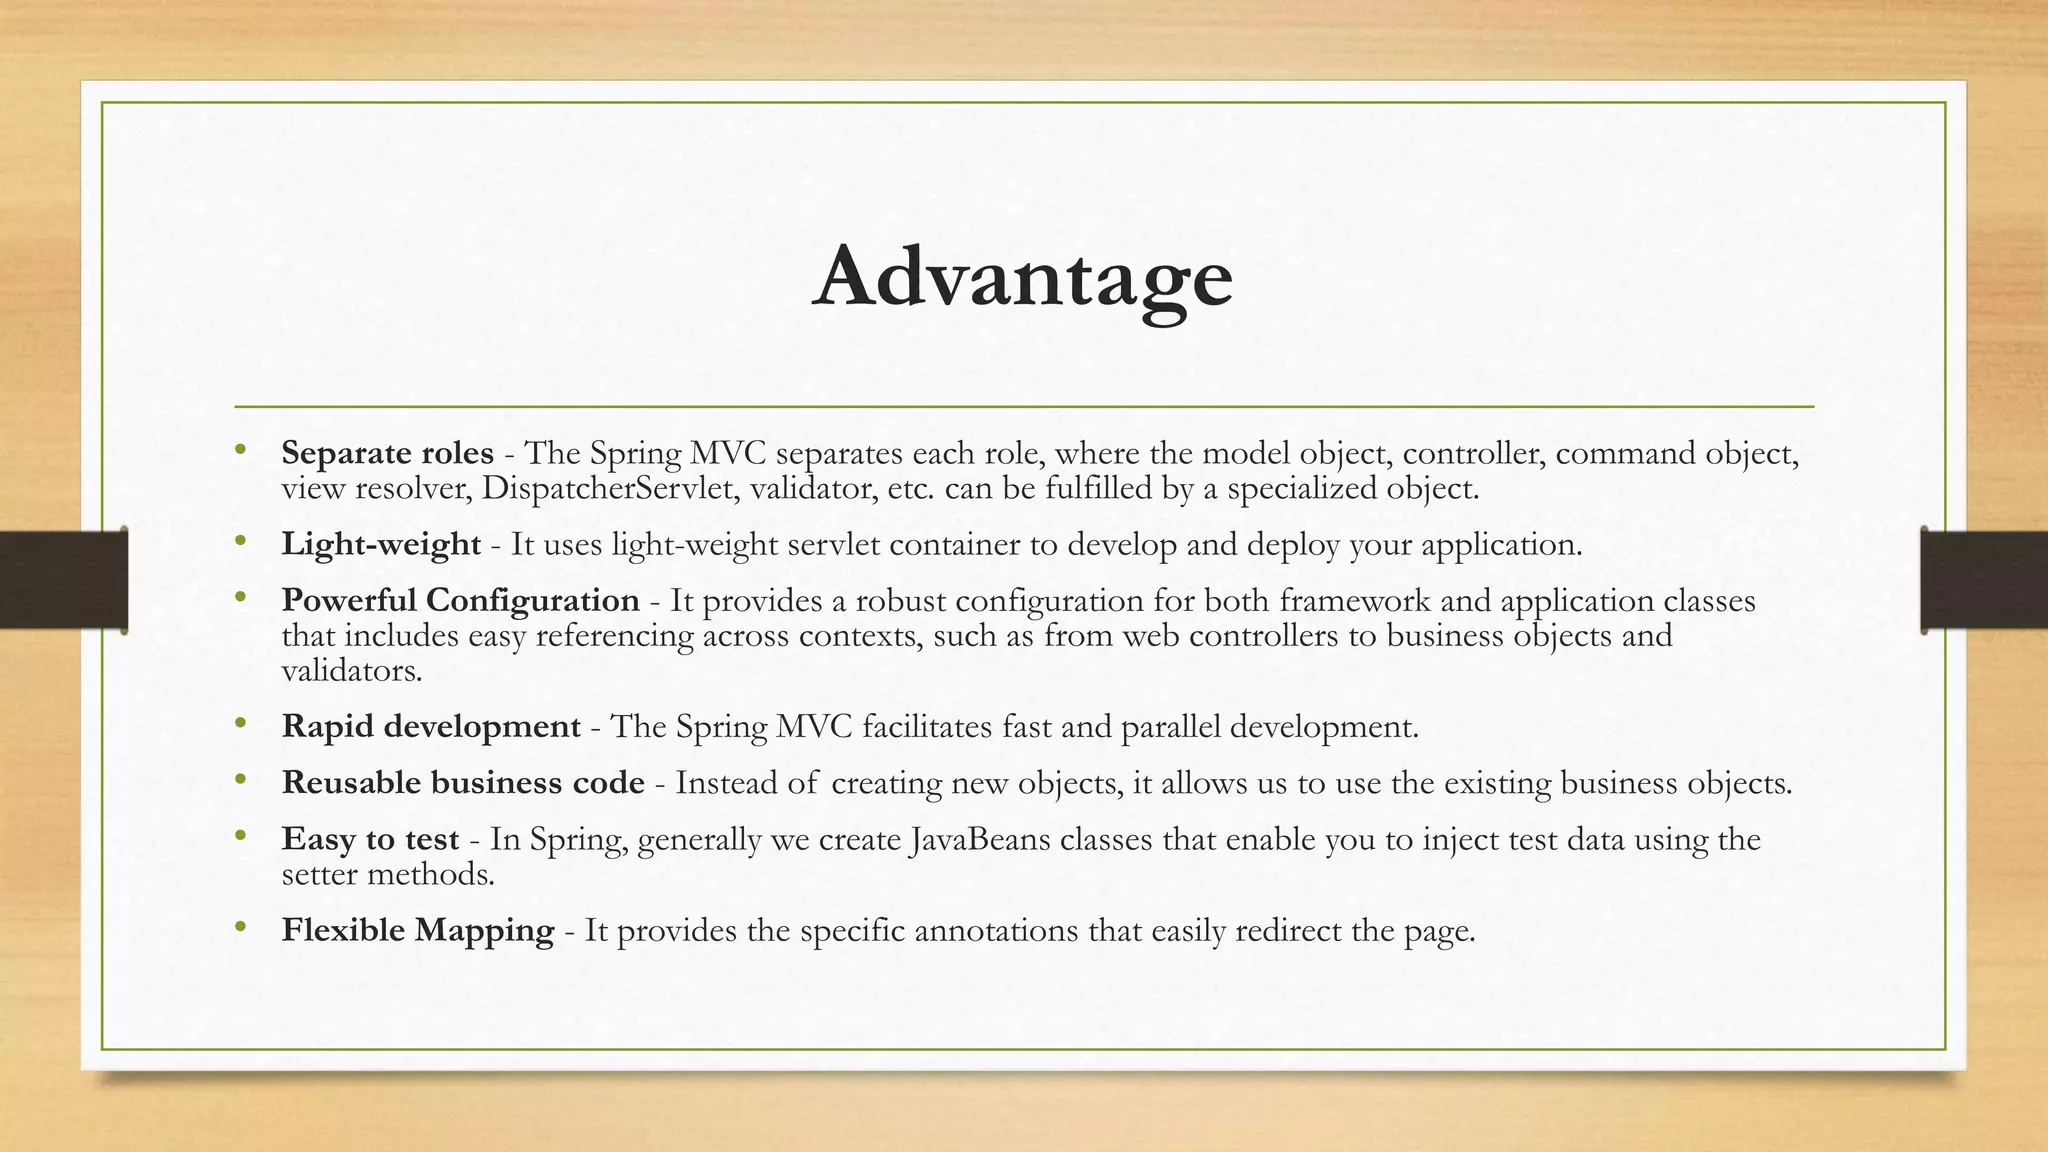 Advantage
• Separate roles - The Spring MVC separates each role, where the model object, controller, command object,
view resolver, DispatcherServlet, validator, etc. can be fulfilled by a specialized object.
• Light-weight - It uses light-weight servlet container to develop and deploy your application.
• Powerful Configuration - It provides a robust configuration for both framework and application classes
that includes easy referencing across contexts, such as from web controllers to business objects and
validators.
• Rapid development - The Spring MVC facilitates fast and parallel development.
• Reusable business code - Instead of creating new objects, it allows us to use the existing business objects.
• Easy to test - In Spring, generally we create JavaBeans classes that enable you to inject test data using the
setter methods.
• Flexible Mapping - It provides the specific annotations that easily redirect the page.